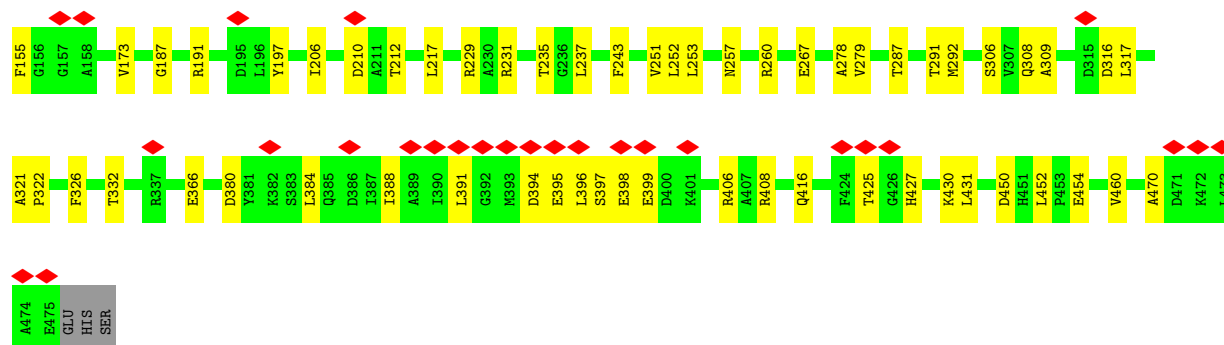 F155 G156 G157 A158 V173 G187 R191 D195 L196 Y197 I206 D210 A211 T212 L217 R229 A230 R231 T235 G236 L237 F243 V251 L252 L253 N257 R260 E267 A278 V279 T287 T291 M292 S306 V307 Q308 A309 D315 D316 L317
A321 P322 F326 T332 R337 E366 D380 Y381 K382 S383 L384 Q385 D386 I387 I388 A389 I390 L391 G392 M393 D394 E395 L396 S397 E398 E399 D400 K401 R406 A407 R408 Q416 F424 T425 G426 H427 K430 L431 D450 H451 L452 P453 E454 V460 A470 D471 K472 L473
A474 E475 GLU HIS SER